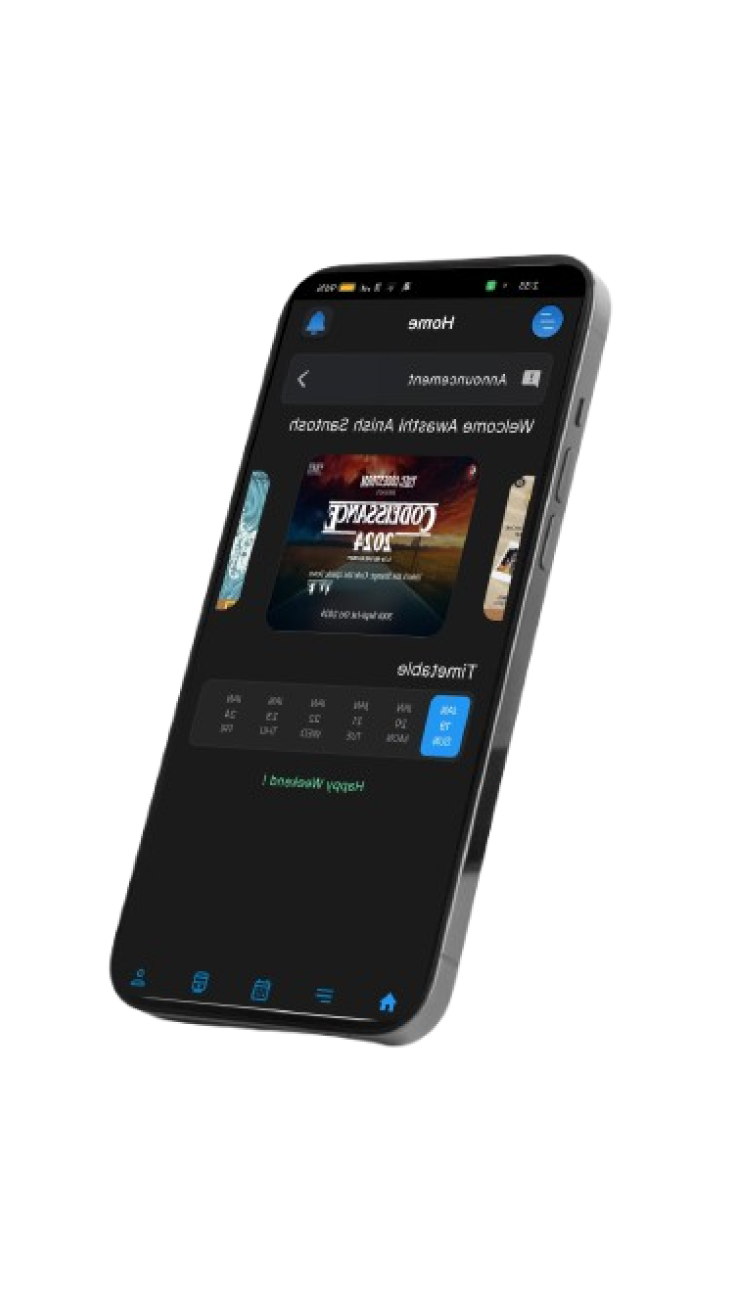 Home
Announcement
Welcome Awasthi Anish Santosh
CODEISSANCE
2024
Timetable
JAN JAN JAN JAN JAN JAN
19 20 21 22 23 24
SUN MON TUE WED THU FRI
Happy Weekend !